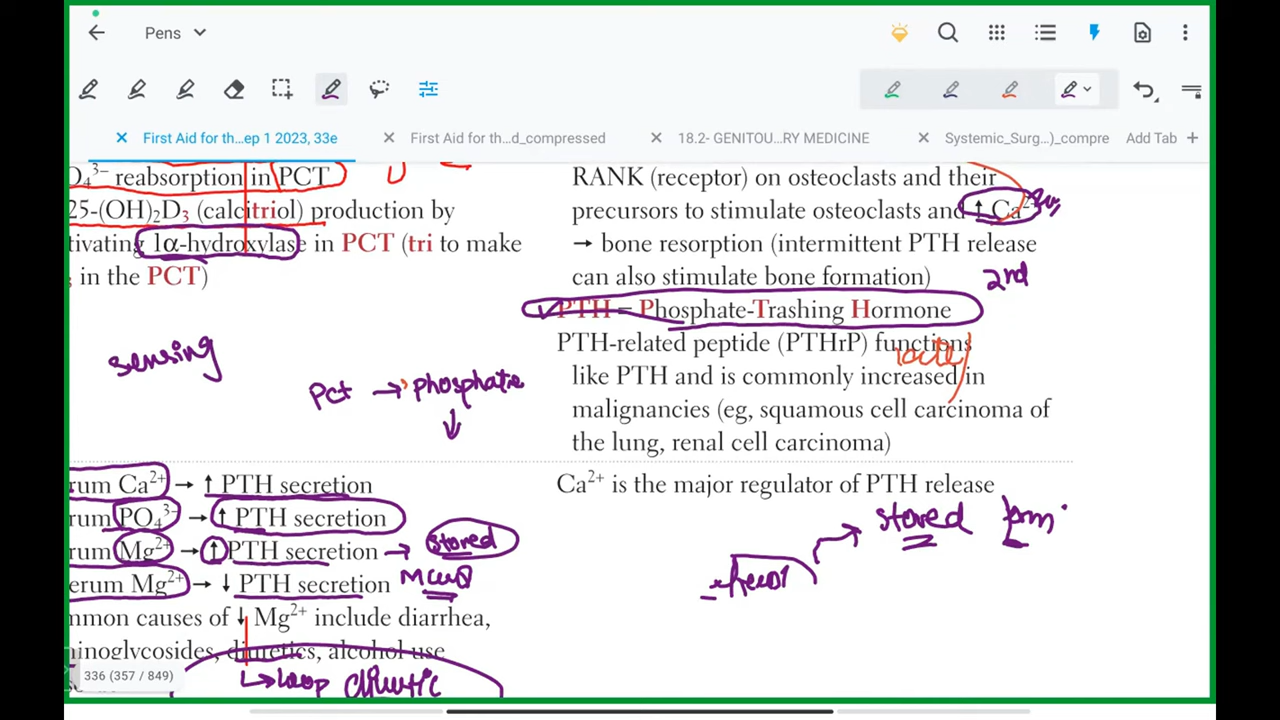 Pens
First Aid for th...ep 1 2023, 33e
First Aid for th...d_compressed
18.2- GENITOU...RY MEDICINE
Systemic_Surg...)_compre
Add Tab
O₄³⁻ reabsorption in PCT
25-(OH)₂D₃ (calcitriol) production by
tivating 1α-hydroxylase in PCT (tri to make
in the PCT)
sensing
Pct → phosphate
↓
rum Ca²⁺ → ↑ PTH secretion
rum PO₄³⁻ → ↑ PTH secretion
rum Mg²⁺ → ↑ PTH secretion → stored
erum Mg²⁺ → ↓ PTH secretion
mmon causes of ↓ Mg²⁺ include diarrhea,
ninoglycosides, diuretics, alcohol use
↳ loop diuretic
RANK (receptor) on osteoclasts and their
precursors to stimulate osteoclasts and ↑ Ca²⁺
→ bone resorption (intermittent PTH release
can also stimulate bone formation)
2nd
PTH = Phosphate-Trashing Hormone
PTH-related peptide (PTHrP) functions
like PTH and is commonly increased in
malignancies (eg, squamous cell carcinoma of
the lung, renal cell carcinoma)
Ca²⁺ is the major regulator of PTH release
stored
336 (357 / 849)